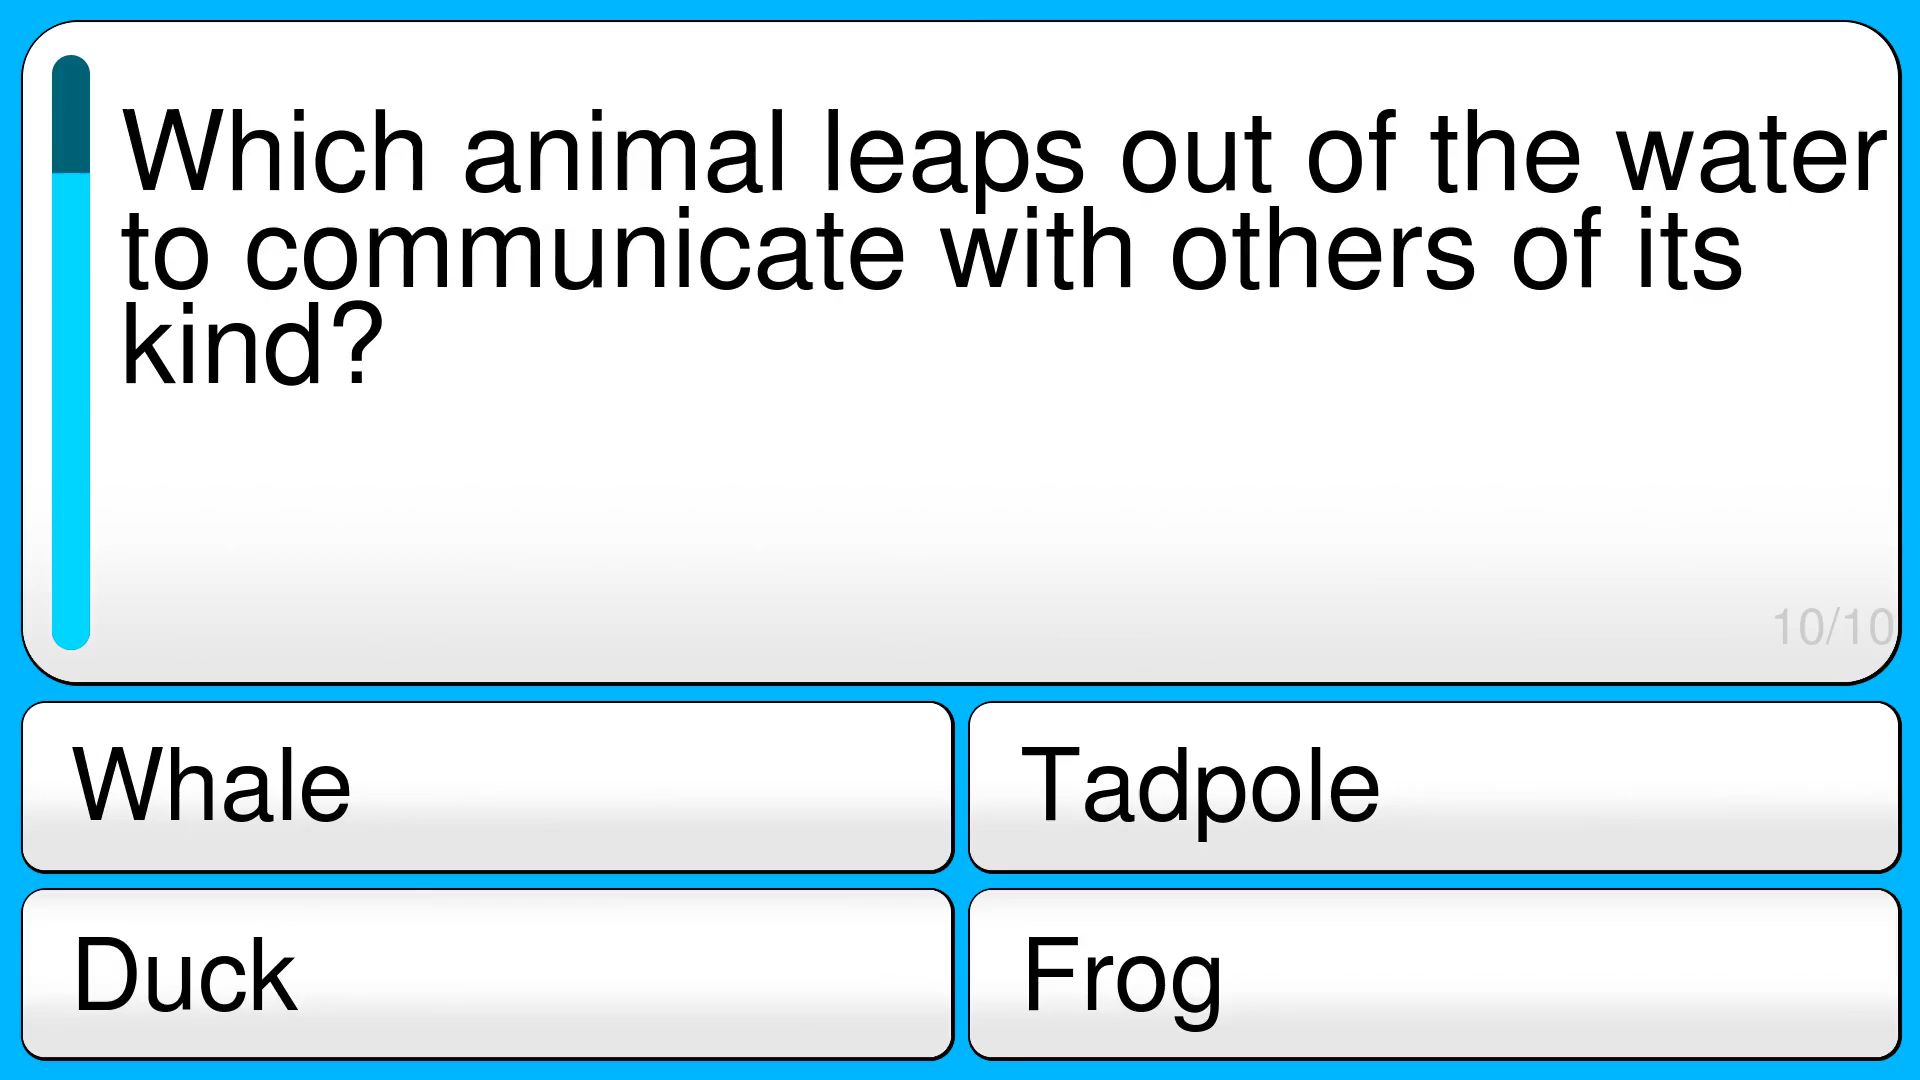 Which animal leaps out of the water
to communicate with others of its
kind?
10/10
Whale
Tadpole
Duck
Frog